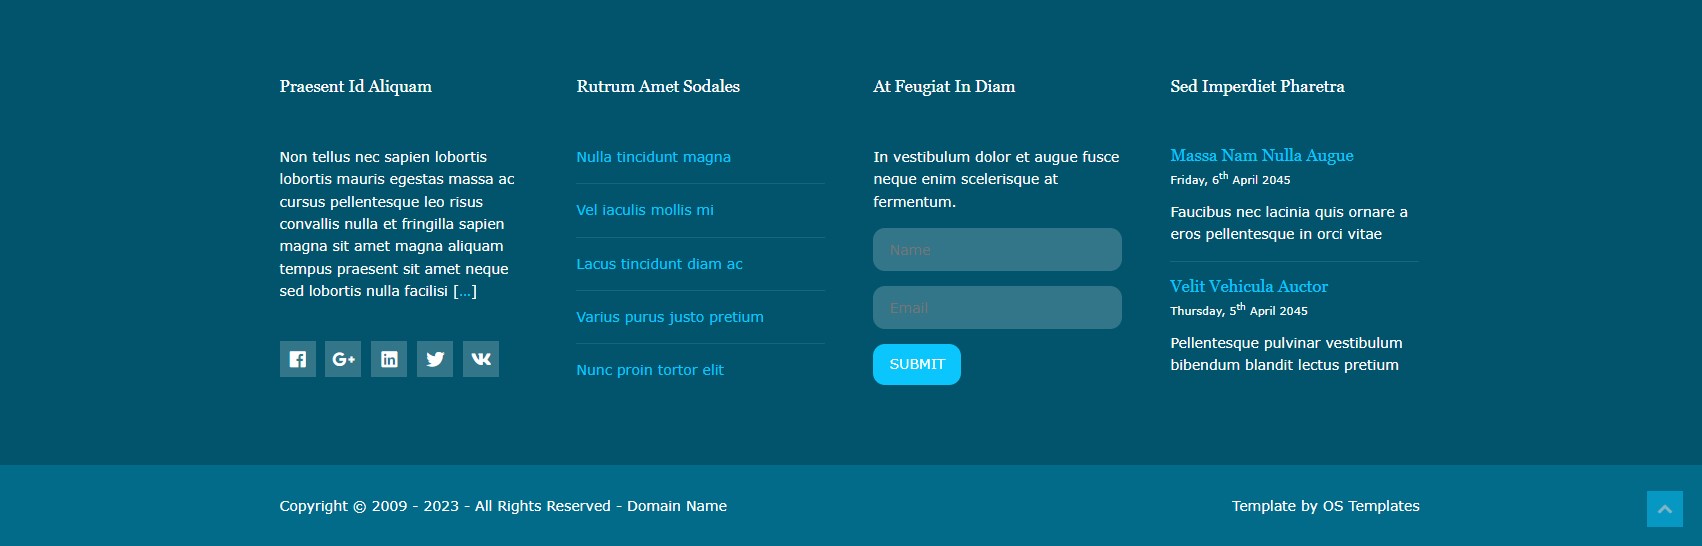 Praesent Id Aliquam
Non tellus nec sapien lobortis
lobortis mauris egestas massa ac
cursus pellentesque leo risus
convallis nulla et fringilla sapien
magna sit amet magna aliquam
tempus praesent sit amet neque
sed lobortis nulla facilisi [...]
Rutrum Amet Sodales
Nulla tincidunt magna
Vel iaculis mollis mi
Lacus tincidunt diam ac
Varius purus justo pretium
Nunc proin tortor elit
At Feugiat In Diam
In vestibulum dolor et augue fusce
neque enim scelerisque at
fermentum.
Name
Email
SUBMIT
Sed Imperdiet Pharetra
Massa Nam Nulla Augue
Friday, 6th April 2045
Faucibus nec lacinia quis ornare a
eros pellentesque in orci vitae
Velit Vehicula Auctor
Thursday, 5th April 2045
Pellentesque pulvinar vestibulum
bibendum blandit lectus pretium
Copyright © 2009 - 2023 - All Rights Reserved - Domain Name
Template by OS Templates